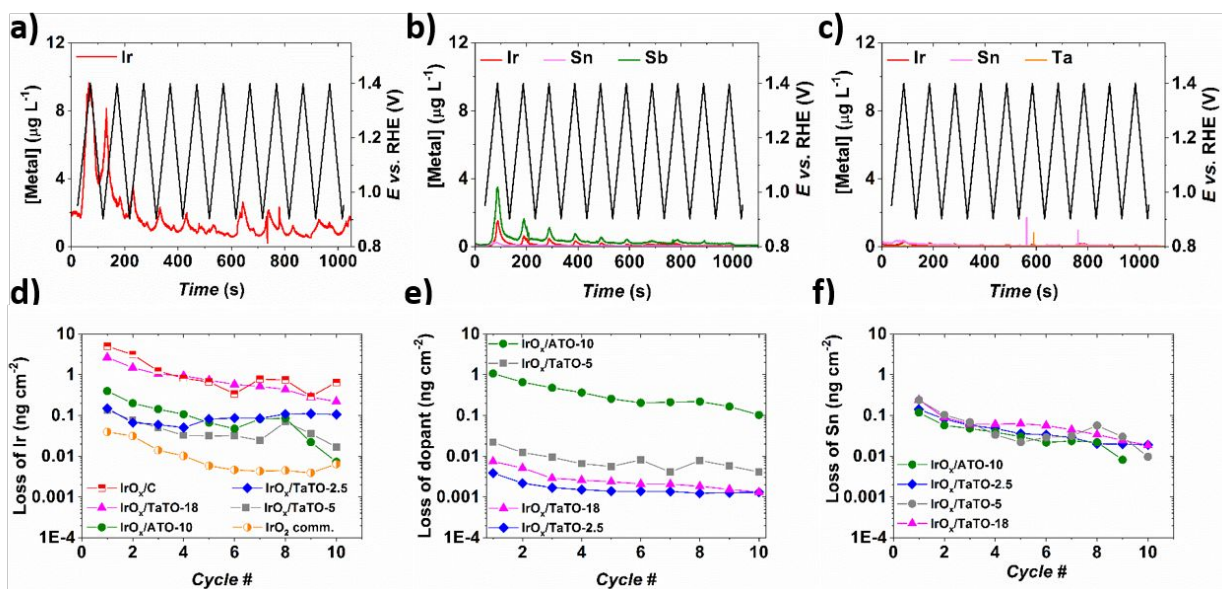 a)
b)
c)
Ir
12
8
4
0
[Metal] (µg L⁻¹)
1.4
1.2
1.0
0.8
E vs. RHE (V)
0 200 400 600 800 1000
Time (s)
Ir Sn Sb
12
8
4
0
[Metal] (µg L⁻¹)
1.4
1.2
1.0
0.8
E vs. RHE (V)
0 200 400 600 800 1000
Time (s)
Ir Sn Ta
12
8
4
0
[Metal] (µg L⁻¹)
1.4
1.2
1.0
0.8
E vs. RHE (V)
0 200 400 600 800 1000
Time (s)
d)
e)
f)
10
1
0.1
0.01
0.001
1E-4
Loss of Ir (ng cm⁻²)
IrOₓ/C IrOₓ/TaTO-2.5
IrOₓ/TaTO-18 IrOₓ/TaTO-5
IrOₓ/ATO-10 IrO₂ comm.
0 2 4 6 8 10
Cycle #
10
1
0.1
0.01
0.001
1E-4
Loss of dopant (ng cm⁻²)
IrOₓ/ATO-10
IrOₓ/TaTO-5
IrOₓ/TaTO-18
IrOₓ/TaTO-2.5
2 4 6 8 10
Cycle #
10
1
0.1
0.01
0.001
1E-4
Loss of Sn (ng cm⁻²)
IrOₓ/ATO-10
IrOₓ/TaTO-2.5
IrOₓ/TaTO-5
IrOₓ/TaTO-18
0 2 4 6 8 10
Cycle #